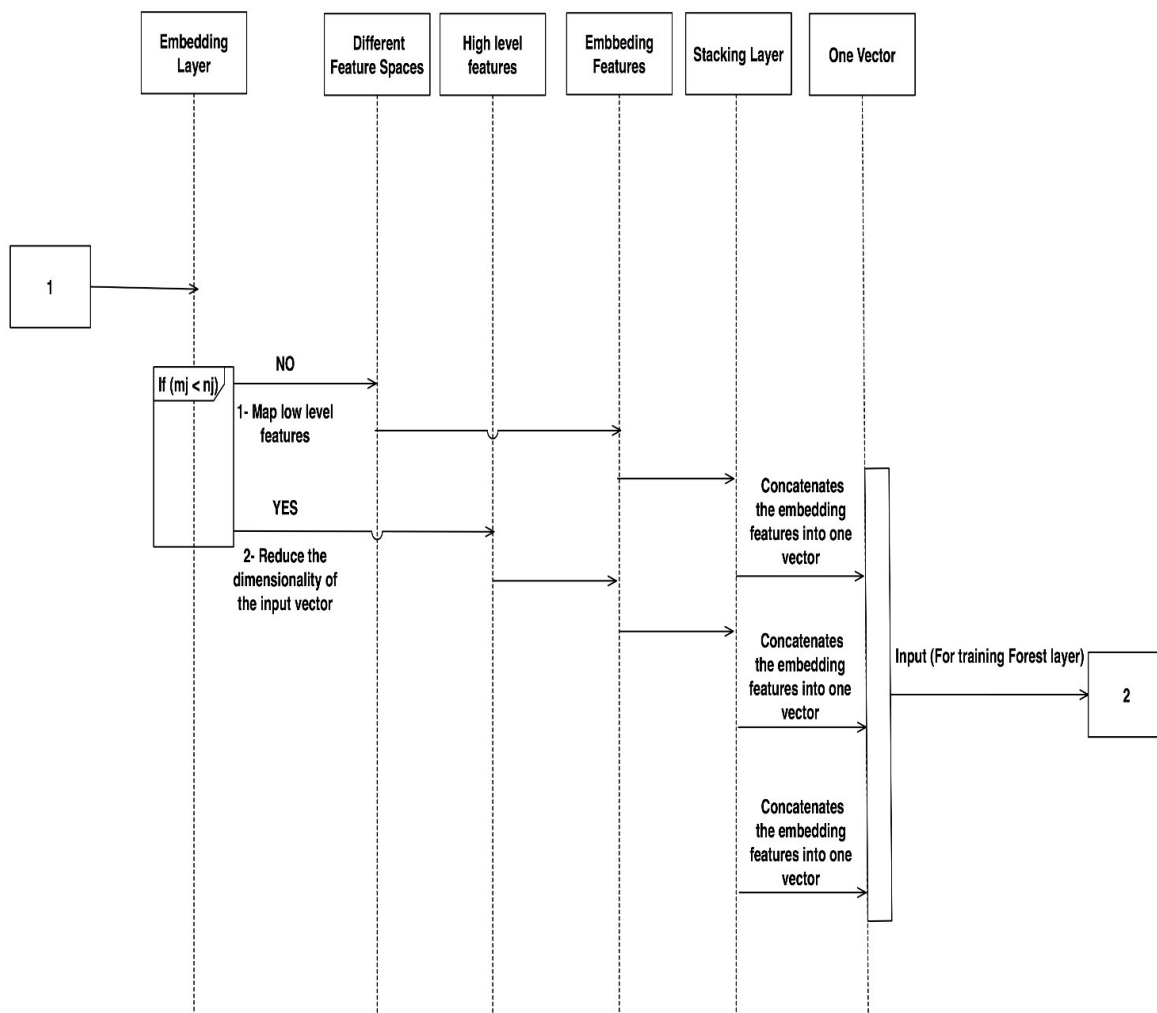 Embedding
Layer
Different
Feature Spaces
High level
features
Embbeding
Features
Stacking Layer
One Vector
1
If (mj < nj)
NO
1- Map low level
features
YES
2- Reduce the
dimensionality of
the input vector
Concatenates
the embedding
features into one
vector
Concatenates
the embedding
features into one
vector
Concatenates
the embedding
features into one
vector
Input (For training Forest layer)
2